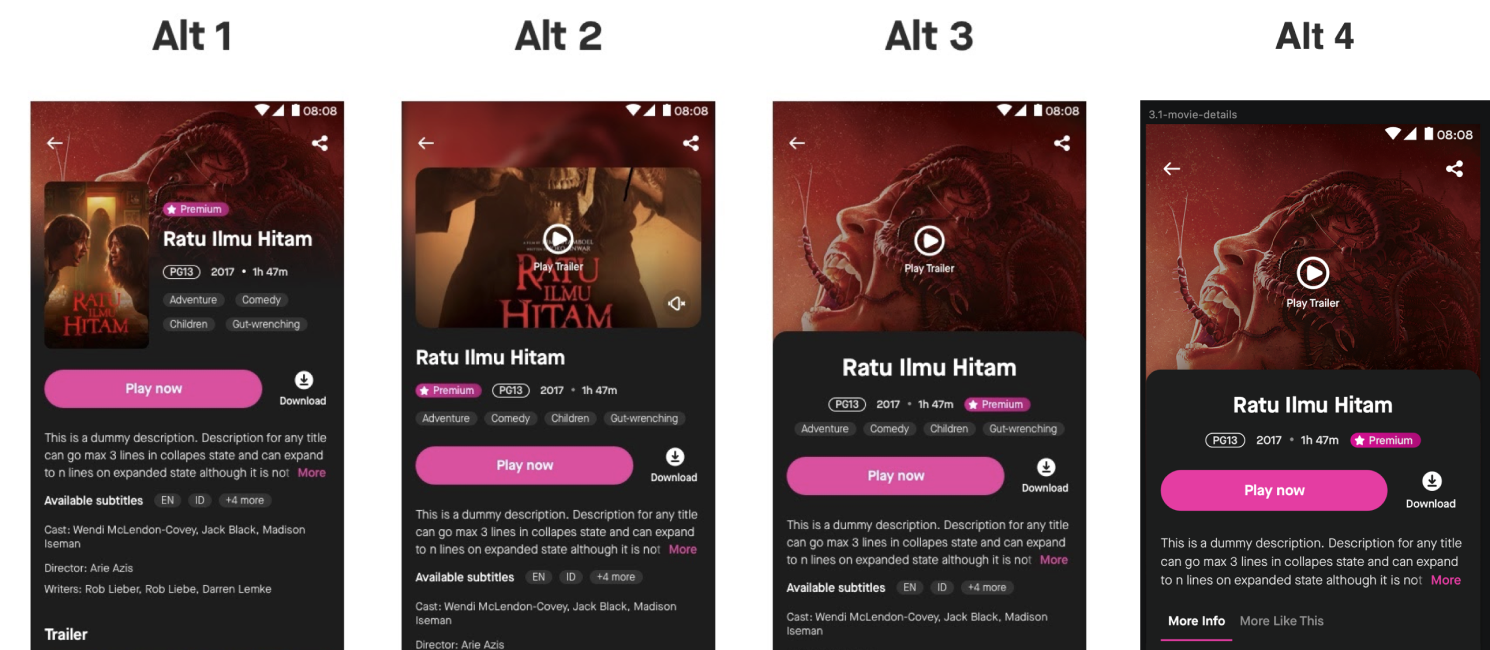 Alt 1
08:08
Premium
Ratu Ilmu Hitam
PG13 2017 • 1h 47m
Adventure Comedy
Children Gut-wrenching
RATU
ILMU
HITAM
Play now
Download
This is a dummy description. Description for any title
can go max 3 lines in collapes state and can expand
to n lines on expanded state although it is not More
Available subtitles EN ID +4 more
Cast: Wendi McLendon-Covey, Jack Black, Madison
Iseman
Director: Arie Azis
Writers: Rob Lieber, Rob Liebe, Darren Lemke
Trailer
Alt 2
08:08
Play Trailer
RATU
ILMU
HITAM
Ratu Ilmu Hitam
Premium PG13 2017 • 1h 47m
Adventure Comedy Children Gut-wrenching
Play now
Download
This is a dummy description. Description for any title
can go max 3 lines in collapes state and can expand
to n lines on expanded state although it is not More
Available subtitles EN ID +4 more
Cast: Wendi McLendon-Covey, Jack Black, Madison
Iseman
Director: Arie Azis
Alt 3
08:08
Play Trailer
Ratu Ilmu Hitam
PG13 2017 • 1h 47m Premium
Adventure Comedy Children Gut-wrenching
Play now
Download
This is a dummy description. Description for any title
can go max 3 lines in collapes state and can expand
to n lines on expanded state although it is not More
Available subtitles EN ID +4 more
Cast: Wendi McLendon-Covey, Jack Black, Madison
Iseman
Alt 4
3.1-movie-details
08:08
Play Trailer
Ratu Ilmu Hitam
PG13 2017 • 1h 47m Premium
Play now
Download
This is a dummy description. Description for any title
can go max 3 lines in collapes state and can expand
to n lines on expanded state although it is not More
More Info More Like This